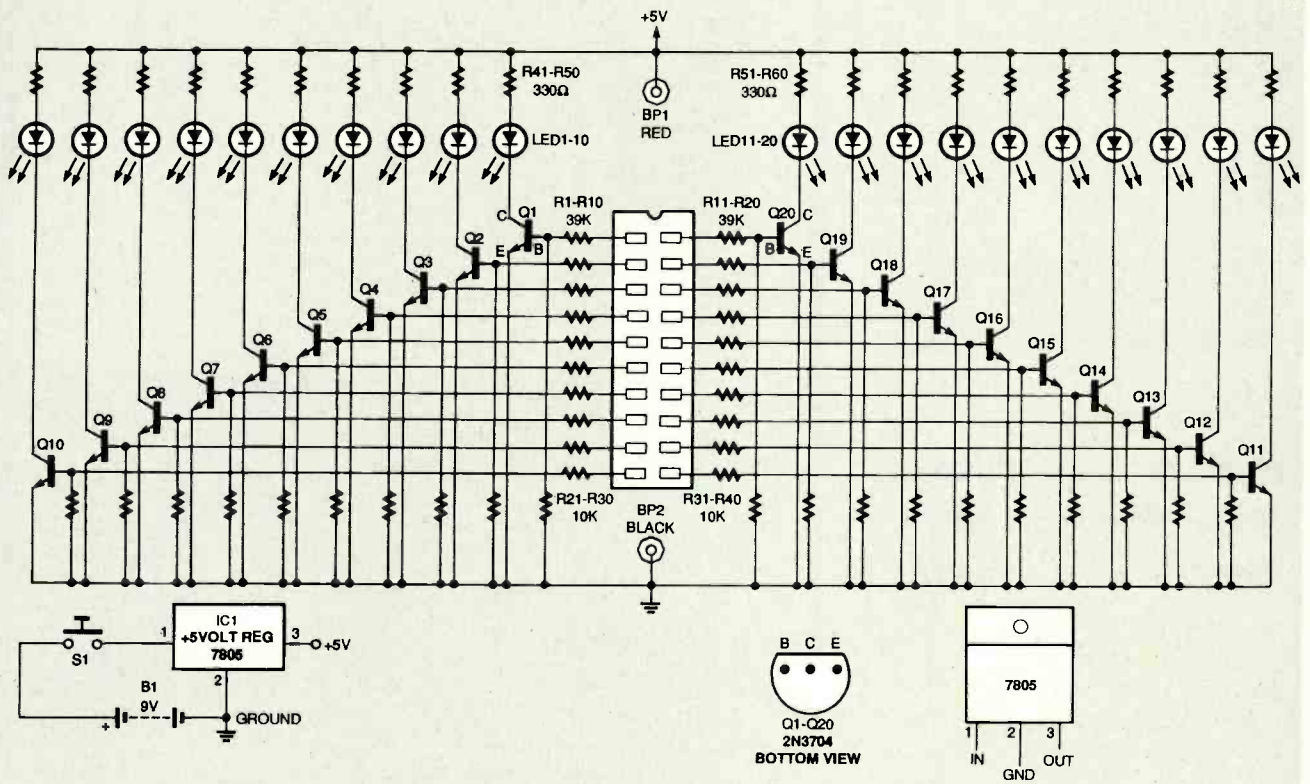 +5V
R41-R50
330Ω
BP1
RED
R51-R60
330Ω
LED1-10
LED11-20
R1-R10
39K
R11-R20
39K
C
Q1
B
E
Q2
Q3
Q4
Q5
Q6
Q7
Q8
Q9
Q10
Q20
C
B
E
Q19
Q18
Q17
Q16
Q15
Q14
Q13
Q12
Q11
R21-R30
10K
BP2
BLACK
R31-R40
10K
S1
1
IC1
+5VOLT REG
7805
3
+5V
2
B1
9V
+
GROUND
B C E
Q1-Q20
2N3704
BOTTOM VIEW
7805
1 2 3
IN GND OUT